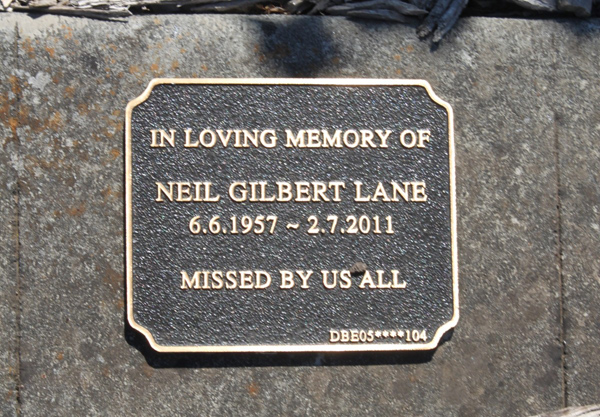 IN LOVING MEMORY OF
NEIL GILBERT LANE
6.6.1957 ~ 2.7.2011
MISSED BY US ALL
DBE05****104